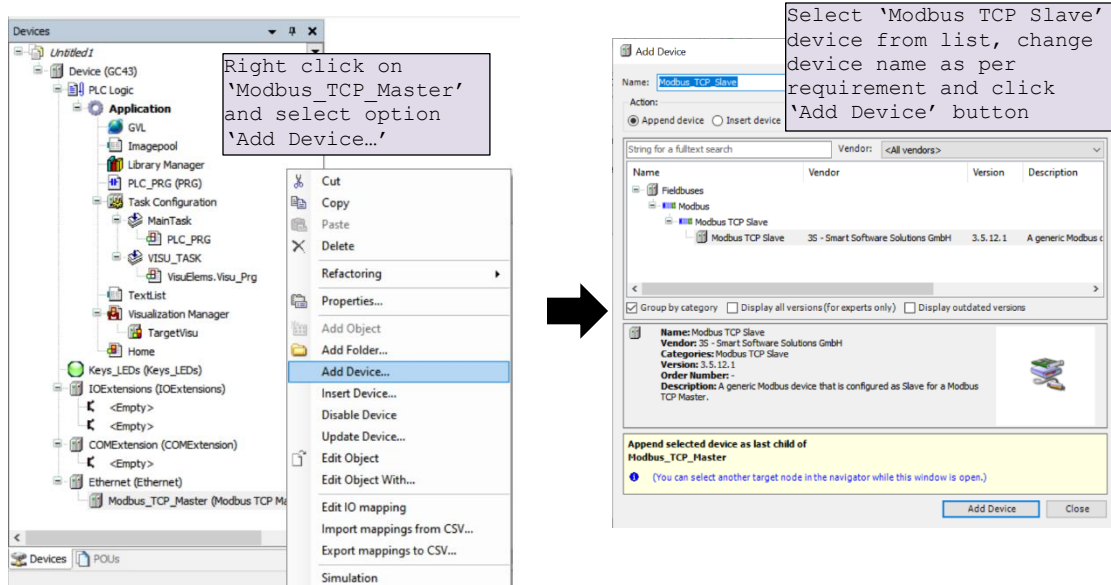 Devices
Untitled1
Device (GC43)
PLC Logic
Application
GVL
Imagepool
Library Manager
PLC_PRG (PRG)
Task Configuration
MainTask
PLC_PRG
VISU_TASK
VisuElems.Visu_Prg
TextList
Visualization Manager
TargetVisu
Home
Keys_LEDs (Keys_LEDs)
IOExtensions (IOExtensions)
<Empty>
<Empty>
COMExtension (COMExtension)
<Empty>
Ethernet (Ethernet)
Modbus_TCP_Master (Modbus TCP Ma
Devices POUs
Right click on
‘Modbus_TCP_Master’
and select option
‘Add Device…’
Cut
Copy
Paste
Delete
Refactoring
Properties...
Add Object
Add Folder...
Add Device...
Insert Device...
Disable Device
Update Device...
Edit Object
Edit Object With...
Edit IO mapping
Import mappings from CSV...
Export mappings to CSV...
Simulation
Select ‘Modbus TCP Slave’
device from list, change
device name as per
requirement and click
‘Add Device’ button
Add Device
Name: Modbus_TCP_Slave
Action:
Append device Insert device
String for a fulltext search Vendor: <All vendors>
Name Vendor Version Description
Fieldbuses
Modbus
Modbus TCP Slave
Modbus TCP Slave 3S - Smart Software Solutions GmbH 3.5.12.1 A generic Modbus d
Group by category Display all versions (for experts only) Display outdated versions
Name: Modbus TCP Slave
Vendor: 3S - Smart Software Solutions GmbH
Categories: Modbus TCP Slave
Version: 3.5.12.1
Order Number: -
Description: A generic Modbus device that is configured as Slave for a Modbus
TCP Master.
Append selected device as last child of
Modbus_TCP_Master
(You can select another target node in the navigator while this window is open.)
Add Device Close